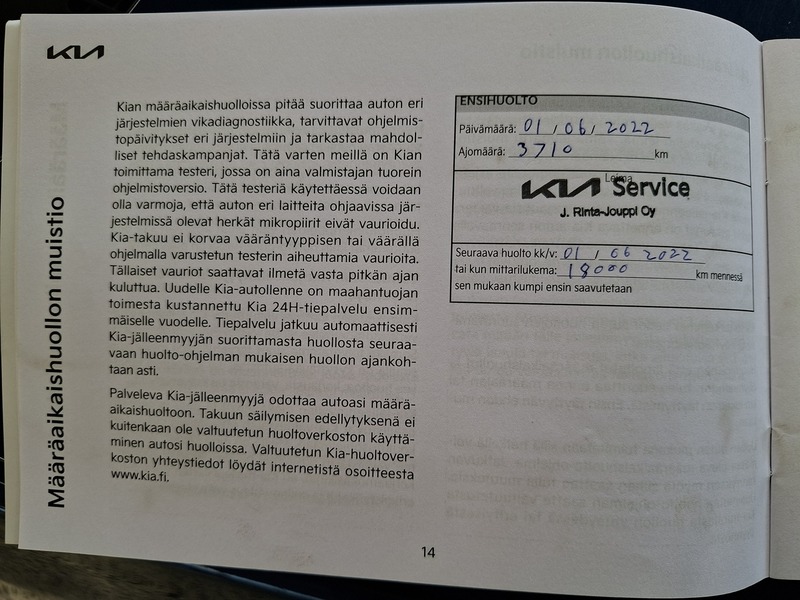 KIA
Määräaikaishuollon muistio
Kian määräaikaishuolloissa pitää suorittaa auton eri
järjestelmien vikadiagnostiikka, tarvittavat ohjelmis-
topäivitykset eri järjestelmiin ja tarkastaa mahdol-
liset tehdaskampanjat. Tätä varten meillä on Kian
toimittama testeri, jossa on aina valmistajan tuorein
ohjelmistoversio. Tätä testeriä käytettäessä voidaan
olla varmoja, että auton eri laitteita ohjaavissa jär-
jestelmissä olevat herkät mikropiirit eivät vaurioidu.
Kia-takuu ei korvaa vääräntyyppisen tai väärällä
ohjelmalla varustetun testerin aiheuttamia vaurioita.
Tällaiset vauriot saattavat ilmetä vasta pitkän ajan
kuluttua. Uudelle Kia-autollenne on maahantuojan
toimesta kustannettu Kia 24H-tiepalvelu ensim-
mäiselle vuodelle. Tiepalvelu jatkuu automaattisesti
Kia-jälleenmyyjän suorittamasta huollosta seuraa-
vaan huolto-ohjelman mukaisen huollon ajankoh-
taan asti.
Palveleva Kia-jälleenmyyjä odottaa autoasi määrä-
aikaishuoltoon. Takuun säilymisen edellytyksenä ei
kuitenkaan ole valtuutetun huoltoverkoston käyttä-
minen autosi huolloissa. Valtuutetun Kia-huoltover-
koston yhteystiedot löydät internetistä osoitteesta
www.kia.fi.
ENSIHUOLTO
Päivämäärä: 01 / 06 / 2022
Ajomäärä: 3710 km
Leima
KIA Service
J. Rinta-Jouppi Oy
Seuraava huolto kk/v: 01 / 06 2022
tai kun mittarilukema: 18000 km mennessä
sen mukaan kumpi ensin saavutetaan
14